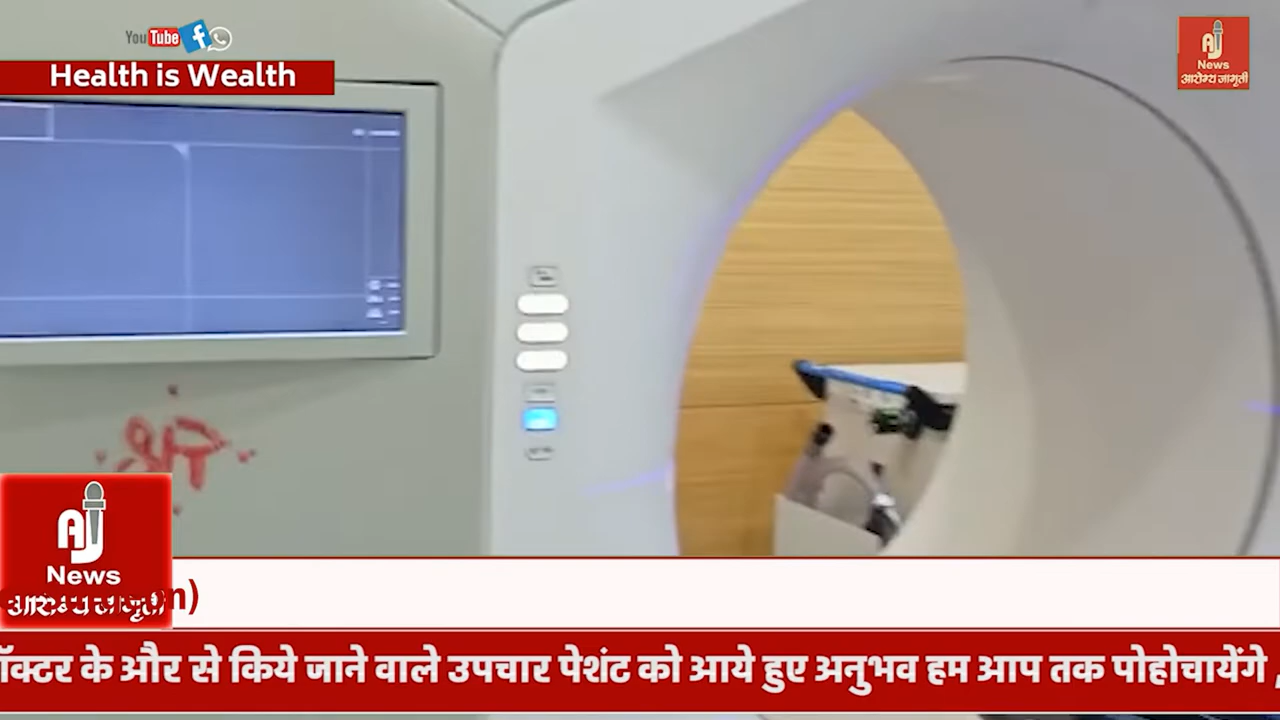 YouTube
Health is Wealth
AJ
News
आरोग्य जागृती
AJ
News
ॉक्टर के और से किये जाने वाले उपचार पेशंट को आये हुए अनुभव हम आप तक पोहोचायेंगे ,